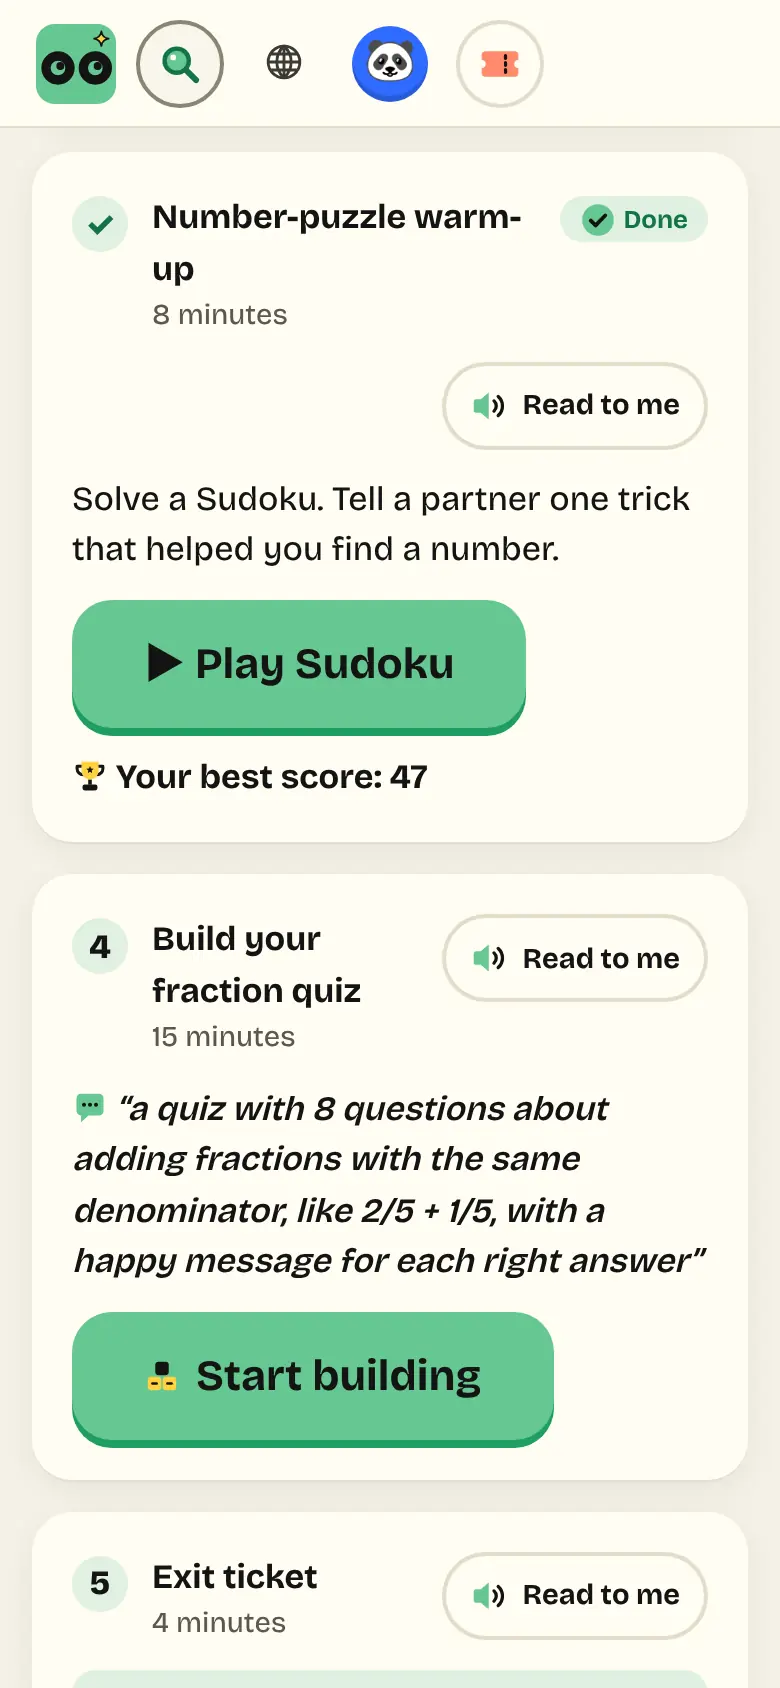 Number-puzzle warm-
up
Done
8 minutes
Read to me
Solve a Sudoku. Tell a partner one trick
that helped you find a number.
Play Sudoku
Your best score: 47
4
Build your
fraction quiz
Read to me
15 minutes
“a quiz with 8 questions about
adding fractions with the same
denominator, like 2/5 + 1/5, with a
happy message for each right answer”
Start building
5
Exit ticket
Read to me
4 minutes